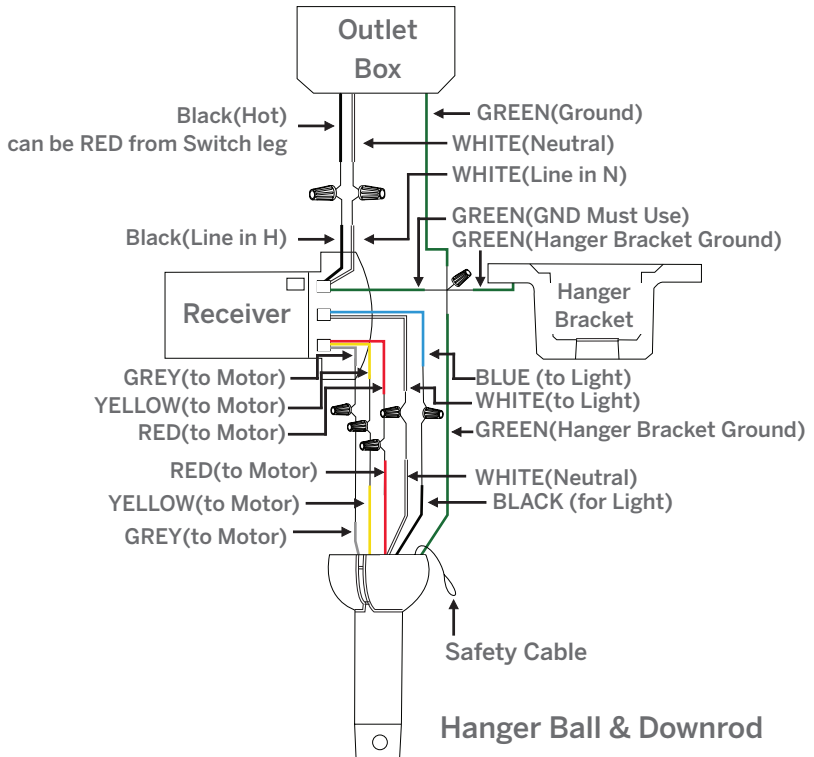 Outlet
Box
Black(Hot)
can be RED from Switch leg
GREEN(Ground)
WHITE(Neutral)
WHITE(Line in N)
GREEN(GND Must Use)
GREEN(Hanger Bracket Ground)
Black(Line in H)
Receiver
Hanger
Bracket
GREY(to Motor)
YELLOW(to Motor)
RED(to Motor)
BLUE (to Light)
WHITE(to Light)
GREEN(Hanger Bracket Ground)
RED(to Motor)
YELLOW(to Motor)
GREY(to Motor)
WHITE(Neutral)
BLACK (for Light)
Safety Cable
Hanger Ball & Downrod